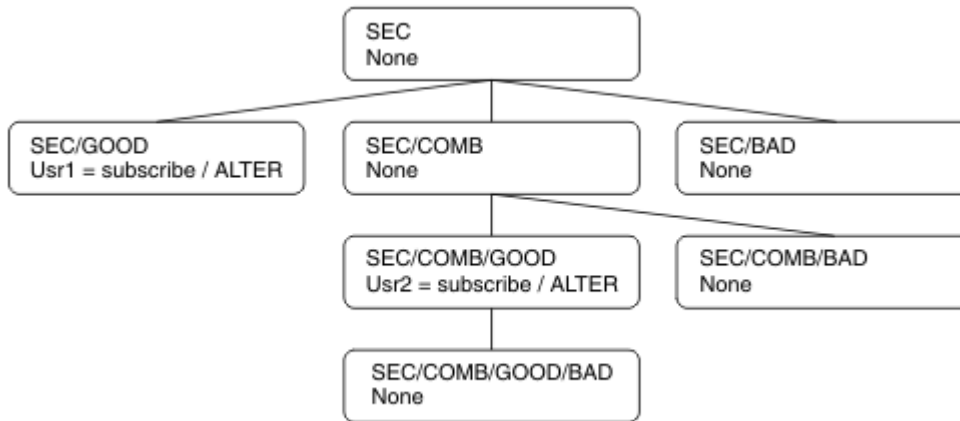 SEC
None
SEC/GOOD
Usr1 = subscribe / ALTER
SEC/COMB
None
SEC/BAD
None
SEC/COMB/GOOD
Usr2 = subscribe / ALTER
SEC/COMB/BAD
None
SEC/COMB/GOOD/BAD
None